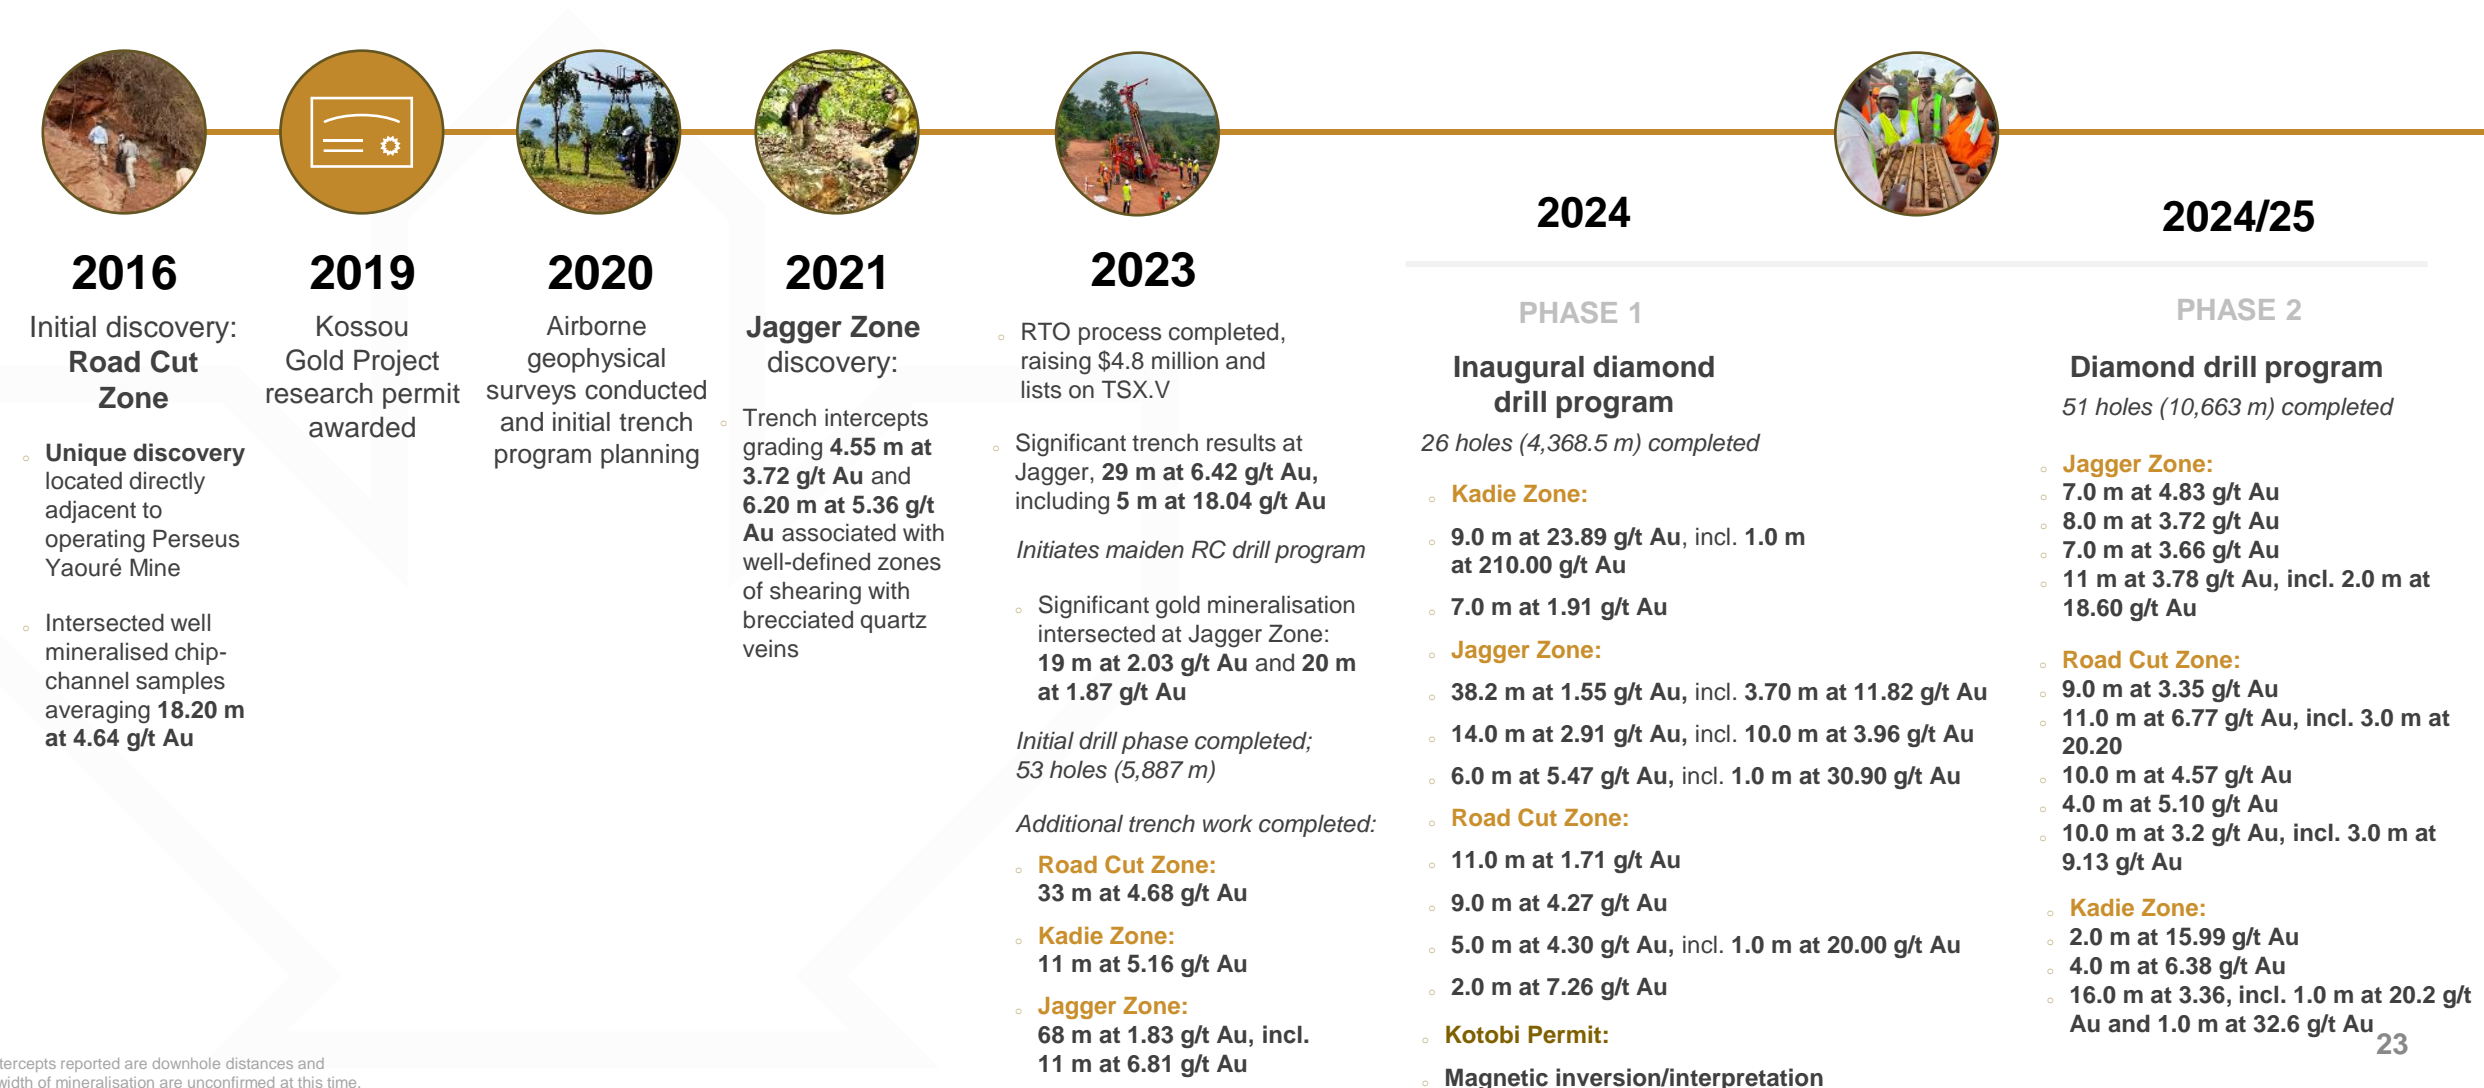 2016
Initial discovery:
Road Cut
Zone
Unique discovery
located directly
adjacent to
operating Perseus
Yaouré Mine
Intersected well
mineralised chip-
channel samples
averaging 18.20 m
at 4.64 g/t Au
2019
Kossou
Gold Project
research permit
awarded
2020
Airborne
geophysical
surveys conducted
and initial trench
program planning
2021
Jagger Zone
discovery:
Trench intercepts
grading 4.55 m at
3.72 g/t Au and
6.20 m at 5.36 g/t
Au associated with
well-defined zones
of shearing with
brecciated quartz
veins
2023
RTO process completed,
raising $4.8 million and
lists on TSX.V
Significant trench results at
Jagger, 29 m at 6.42 g/t Au,
including 5 m at 18.04 g/t Au
Initiates maiden RC drill program
Significant gold mineralisation
intersected at Jagger Zone:
19 m at 2.03 g/t Au and 20 m
at 1.87 g/t Au
Initial drill phase completed;
53 holes (5,887 m)
Additional trench work completed:
Road Cut Zone:
33 m at 4.68 g/t Au
Kadie Zone:
11 m at 5.16 g/t Au
Jagger Zone:
68 m at 1.83 g/t Au, incl.
11 m at 6.81 g/t Au
2024
PHASE 1
Inaugural diamond
drill program
26 holes (4,368.5 m) completed
Kadie Zone:
9.0 m at 23.89 g/t Au, incl. 1.0 m
at 210.00 g/t Au
7.0 m at 1.91 g/t Au
Jagger Zone:
38.2 m at 1.55 g/t Au, incl. 3.70 m at 11.82 g/t Au
14.0 m at 2.91 g/t Au, incl. 10.0 m at 3.96 g/t Au
6.0 m at 5.47 g/t Au, incl. 1.0 m at 30.90 g/t Au
Road Cut Zone:
11.0 m at 1.71 g/t Au
9.0 m at 4.27 g/t Au
5.0 m at 4.30 g/t Au, incl. 1.0 m at 20.00 g/t Au
2.0 m at 7.26 g/t Au
Kotobi Permit:
Magnetic inversion/interpretation
2024/25
PHASE 2
Diamond drill program
51 holes (10,663 m) completed
Jagger Zone:
7.0 m at 4.83 g/t Au
8.0 m at 3.72 g/t Au
7.0 m at 3.66 g/t Au
11 m at 3.78 g/t Au, incl. 2.0 m at
18.60 g/t Au
Road Cut Zone:
9.0 m at 3.35 g/t Au
11.0 m at 6.77 g/t Au, incl. 3.0 m at
20.20
10.0 m at 4.57 g/t Au
4.0 m at 5.10 g/t Au
10.0 m at 3.2 g/t Au, incl. 3.0 m at
9.13 g/t Au
Kadie Zone:
2.0 m at 15.99 g/t Au
4.0 m at 6.38 g/t Au
16.0 m at 3.36, incl. 1.0 m at 20.2 g/t
Au and 1.0 m at 32.6 g/t Au
23
tercepts reported are downhole distances and
width of mineralisation are unconfirmed at this time.